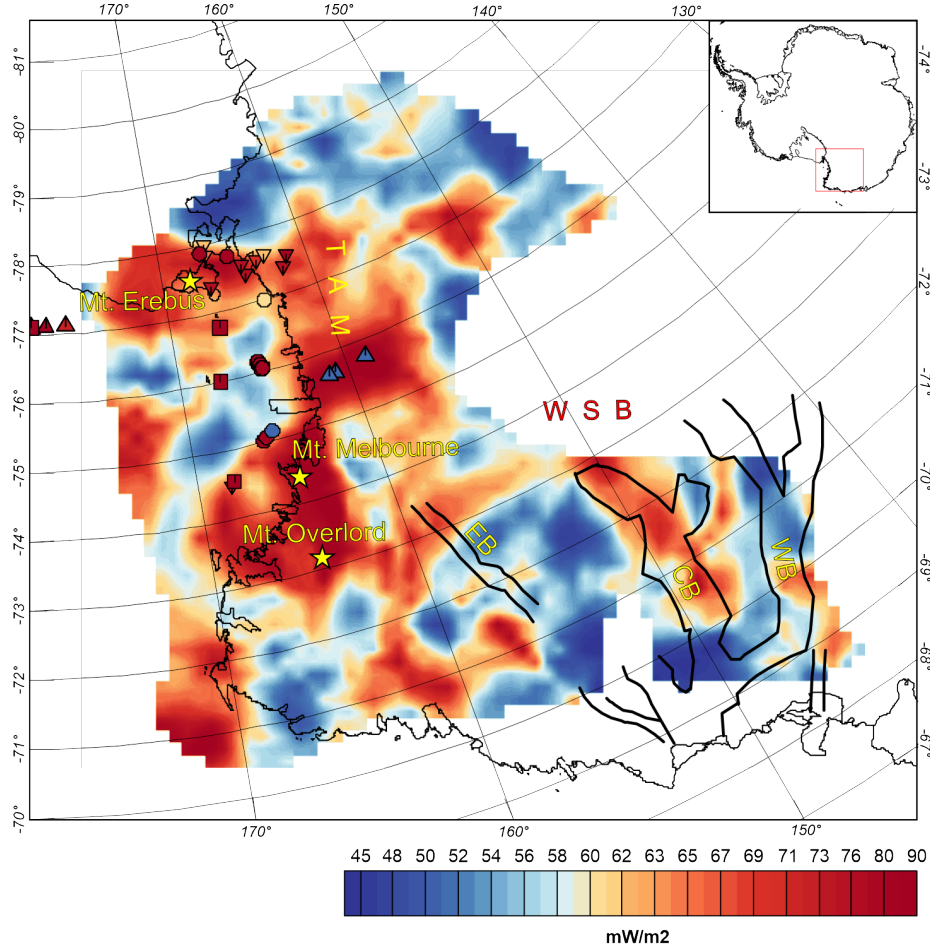 170° 160° 150° 140° 130°
-81°
-80°
-79°
-78°
-77°
-76°
-75°
-74°
-73°
-72°
-71°
-70°
-74°
-73°
-72°
-71°
-70°
-69°
-68°
-67°
T A M
Mt. Erebus
W S B
Mt. Melbourne
Mt. Overlord
EB
CB
WB
170° 160° 150°
45 48 50 52 54 56 58 60 62 63 65 67 69 71 73 76 80 90
mW/m2